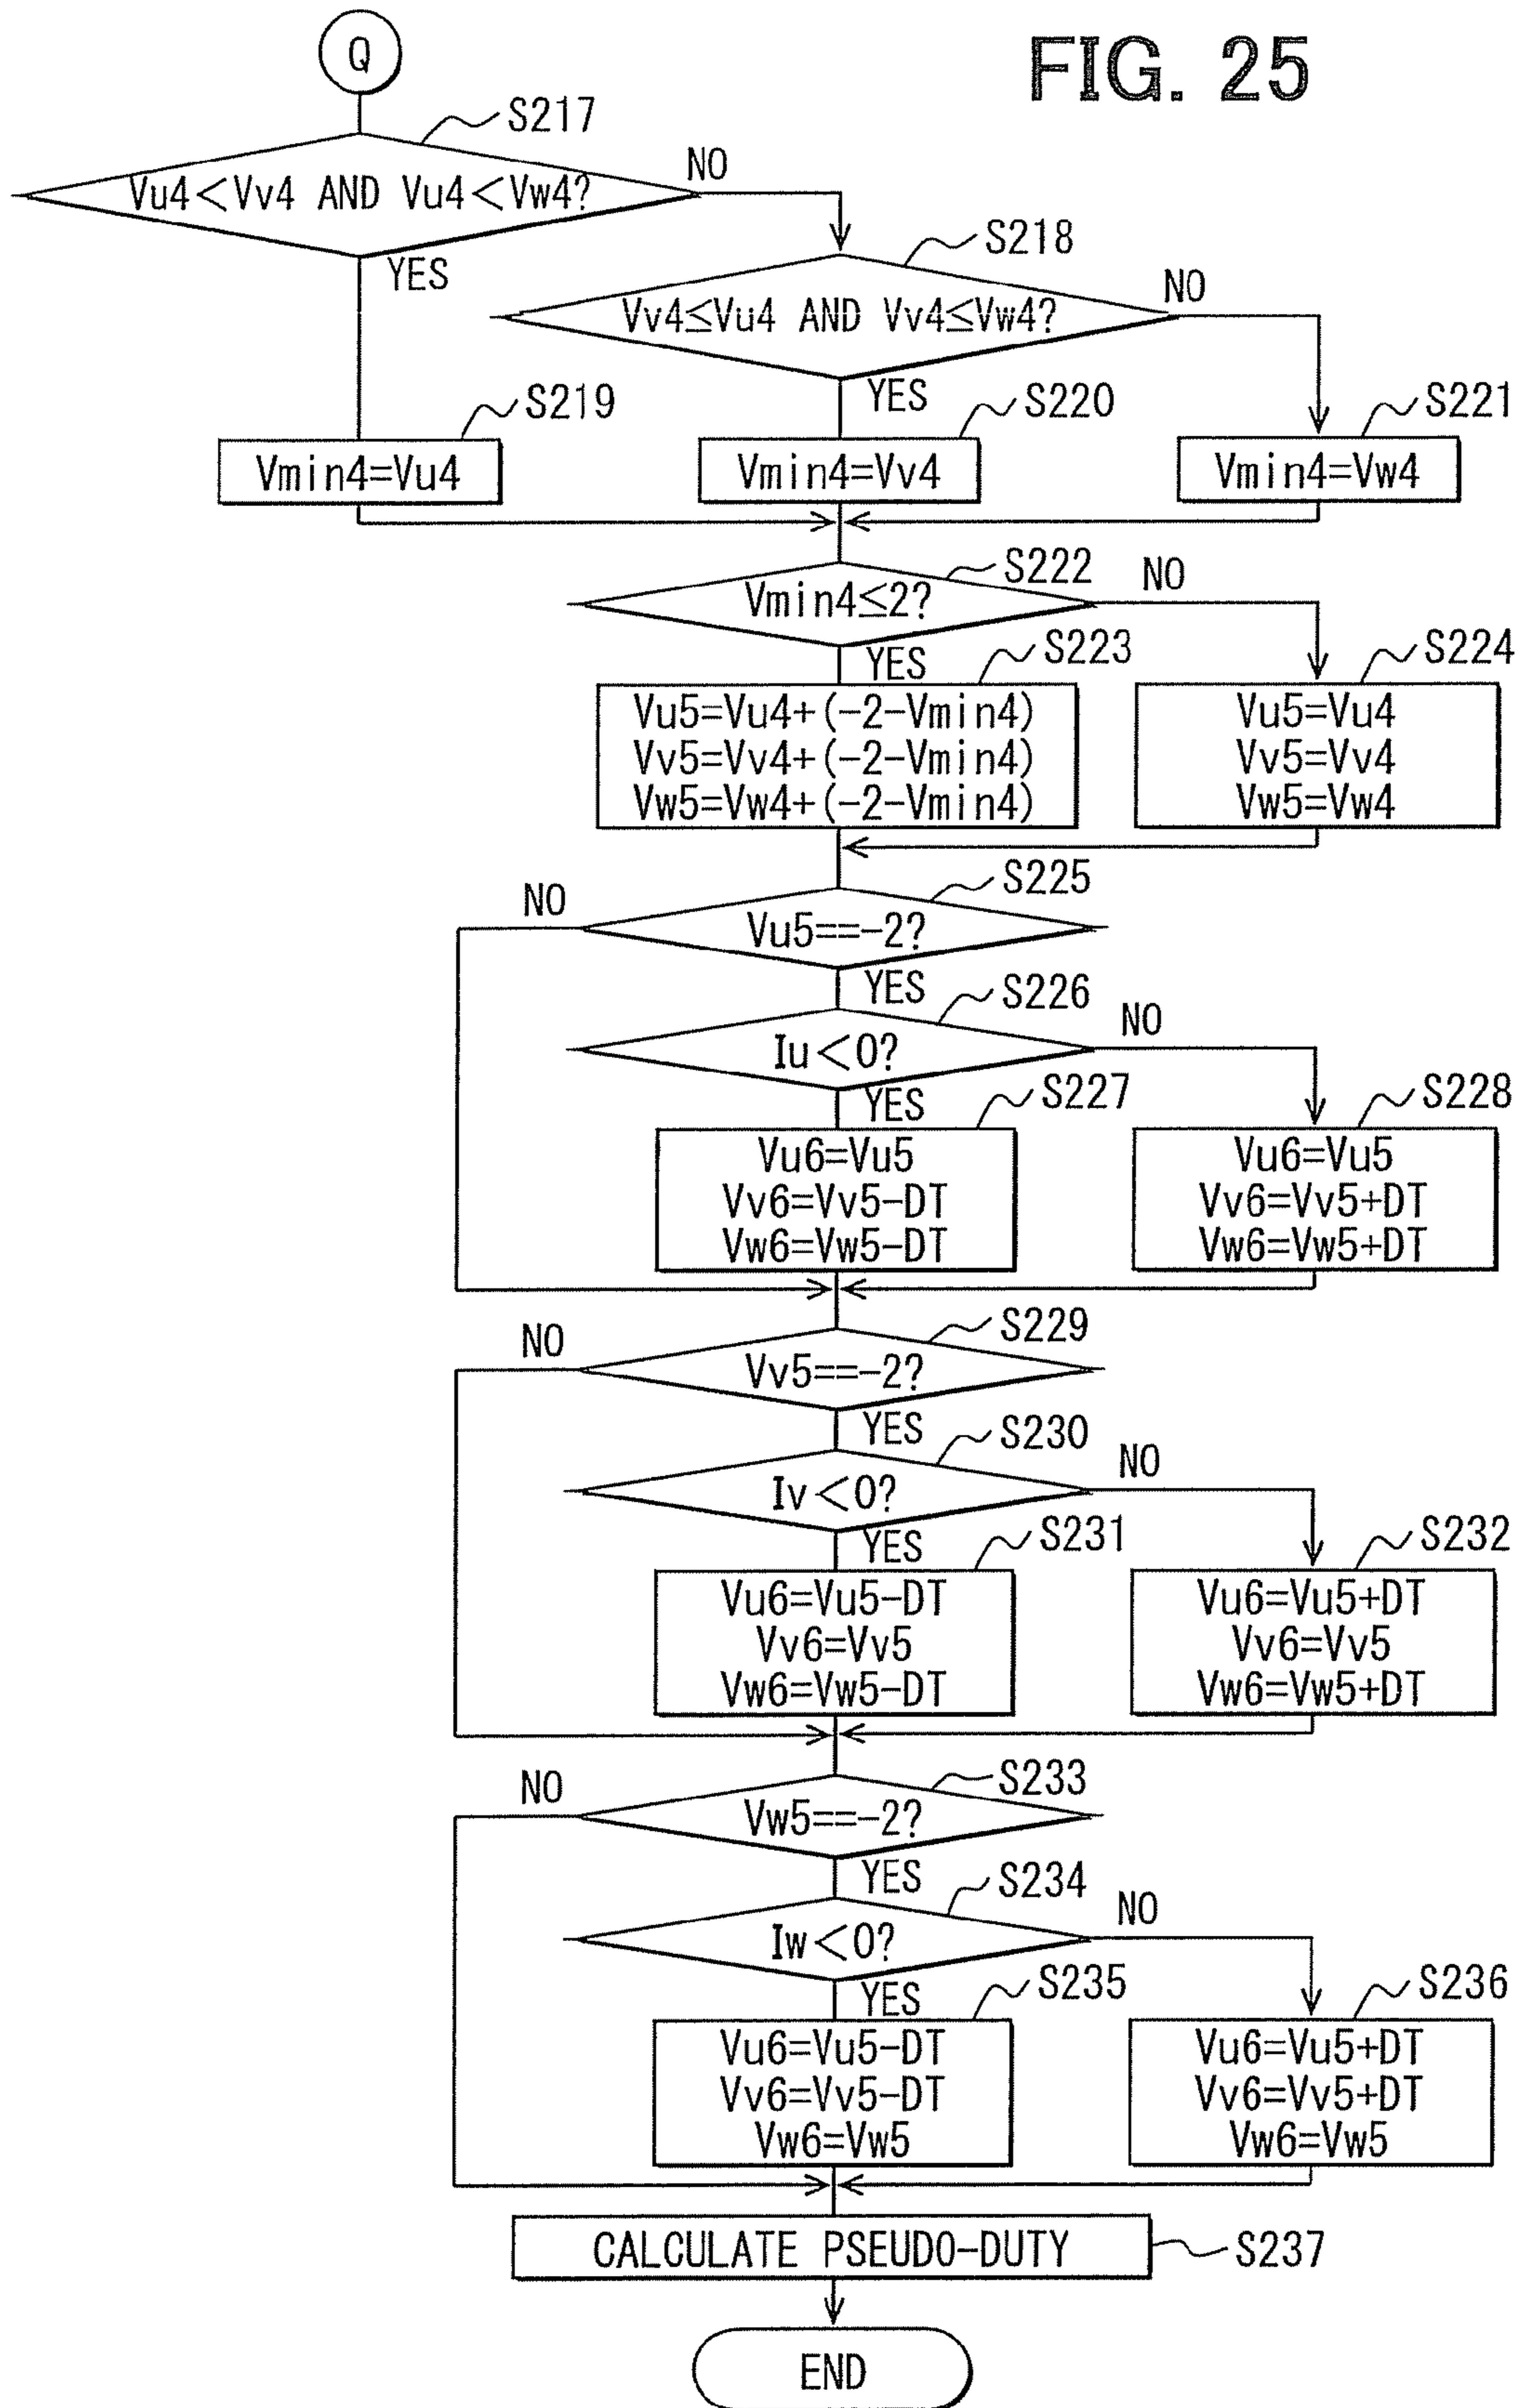 FIG. 25
Q
S217
Vu4<Vv4 AND Vu4<Vw4?
NO
YES
S218
Vv4≤Vu4 AND Vv4≤Vw4?
NO
YES
S219
Vmin4=Vu4
S220
Vmin4=Vv4
S221
Vmin4=Vw4
S222
Vmin4≤2?
NO
YES
S223
Vu5=Vu4+(-2-Vmin4)
Vv5=Vv4+(-2-Vmin4)
Vw5=Vw4+(-2-Vmin4)
S224
Vu5=Vu4
Vv5=Vv4
Vw5=Vw4
S225
NO
Vu5==-2?
YES
S226
Iu<0?
NO
YES
S227
Vu6=Vu5
Vv6=Vv5-DT
Vw6=Vw5-DT
S228
Vu6=Vu5
Vv6=Vv5+DT
Vw6=Vw5+DT
S229
NO
Vv5==-2?
YES
S230
Iv<0?
NO
YES
S231
Vu6=Vu5-DT
Vv6=Vv5
Vw6=Vw5-DT
S232
Vu6=Vu5+DT
Vv6=Vv5
Vw6=Vw5+DT
S233
NO
Vw5==-2?
YES
S234
Iw<0?
NO
YES
S235
Vu6=Vu5-DT
Vv6=Vv5-DT
Vw6=Vw5
S236
Vu6=Vu5+DT
Vv6=Vv5+DT
Vw6=Vw5
CALCULATE PSEUDO-DUTY
S237
END